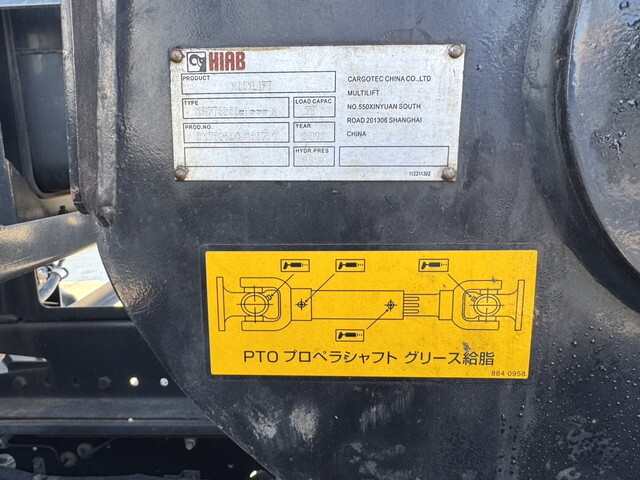 HIAB
PRODUCT
TYPE
LOAD CAPAC
PROD.NO.
YEAR
HYDR.PRES
CARGOTEC CHINA CO.,LTD
MULTILIFT
NO.550XINYUAN SOUTH
ROAD 201306 SHANGHAI
CHINA
112311302
PTO プロペラシャフト グリース給脂
884 0958